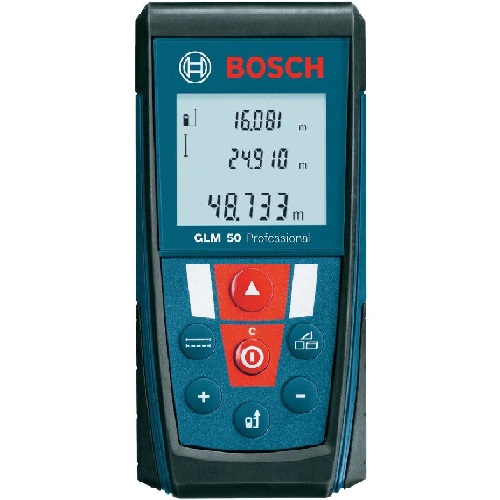 BOSCH
16.081 m
24.910 m
48.733 m
GLM 50 Professional
C
+ -